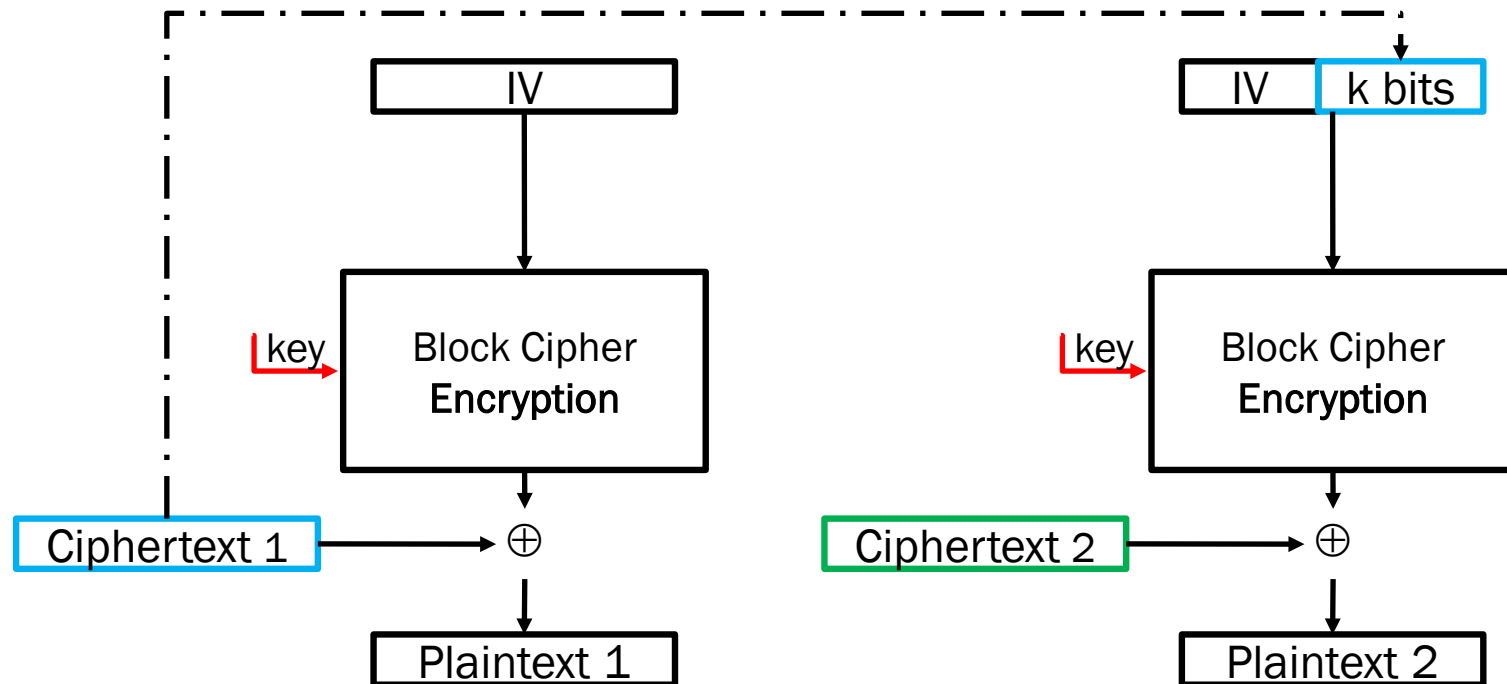 IV
IV
k bits
key
Block Cipher
Encryption
key
Block Cipher
Encryption
Ciphertext 1
⊕
Ciphertext 2
⊕
Plaintext 1
Plaintext 2